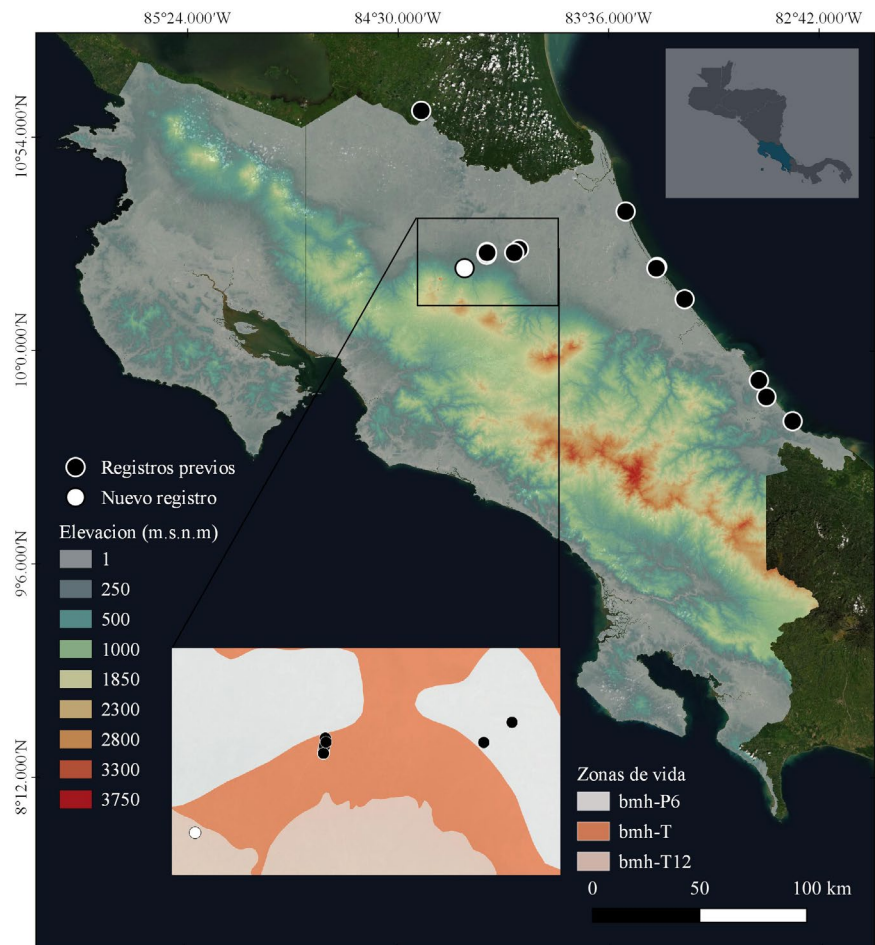 85°24.000'W 84°30.000'W 83°36.000'W 82°42.000'W
10°54.000'N
10°0.000'N
9°6.000'N
8°12.000'N
Registros previos
Nuevo registro
Elevacion (m.s.n.m)
1
250
500
1000
1850
2300
2800
3300
3750
Zonas de vida
bmh-P6
bmh-T
bmh-T12
0 50 100 km